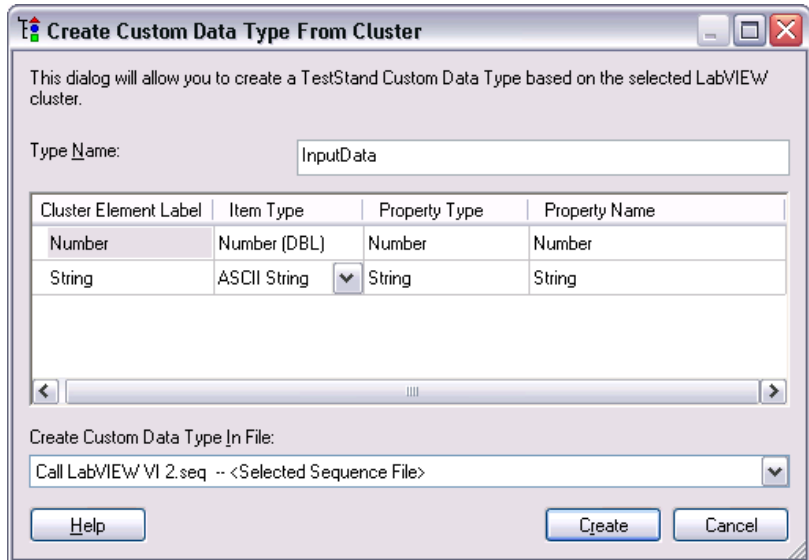 Create Custom Data Type From Cluster
This dialog will allow you to create a TestStand Custom Data Type based on the selected LabVIEW
cluster.
Type Name:
InputData
Cluster Element Label Item Type Property Type Property Name
Number Number (DBL) Number Number
String ASCII String String String
Create Custom Data Type In File:
Call LabVIEW VI 2.seq -- <Selected Sequence File>
Help Create Cancel